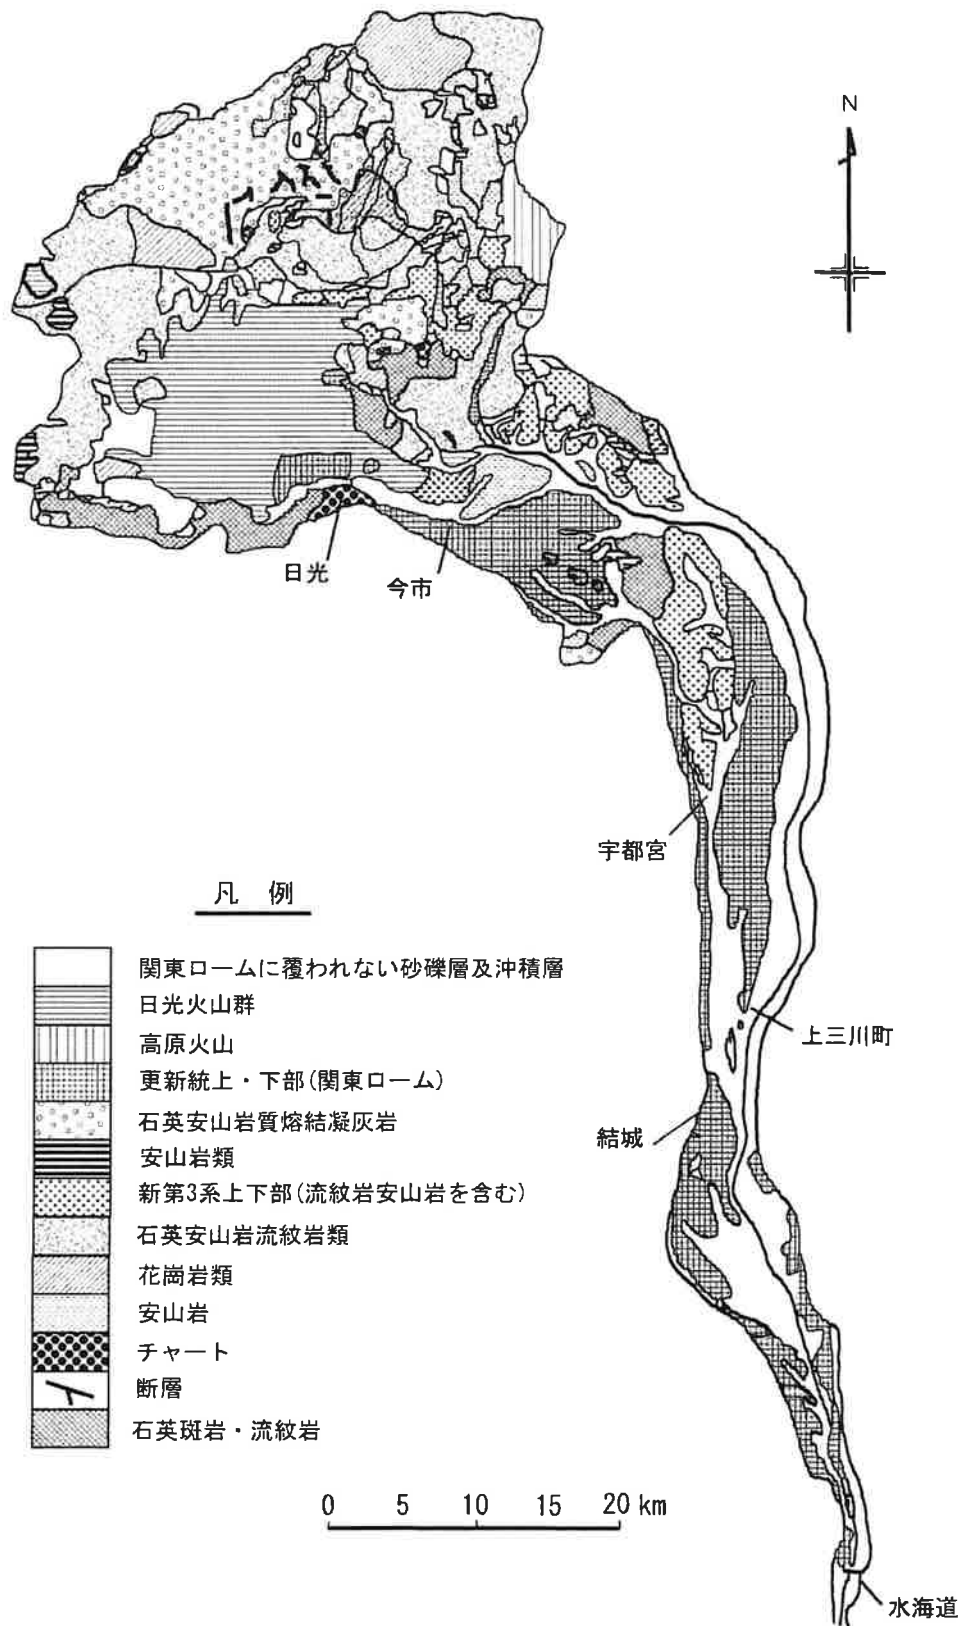 N
日光
今市
宇都宮
凡 例
関東ロームに覆われない砂礫層及沖積層
日光火山群
高原火山
上三川町
更新統上・下部(関東ローム)
石英安山岩質熔結凝灰岩
結城
安山岩類
新第3系上下部(流紋岩安山岩を含む)
石英安山岩流紋岩類
花崗岩類
安山岩
チャート
断層
石英斑岩・流紋岩
0 5 10 15 20 km
水海道